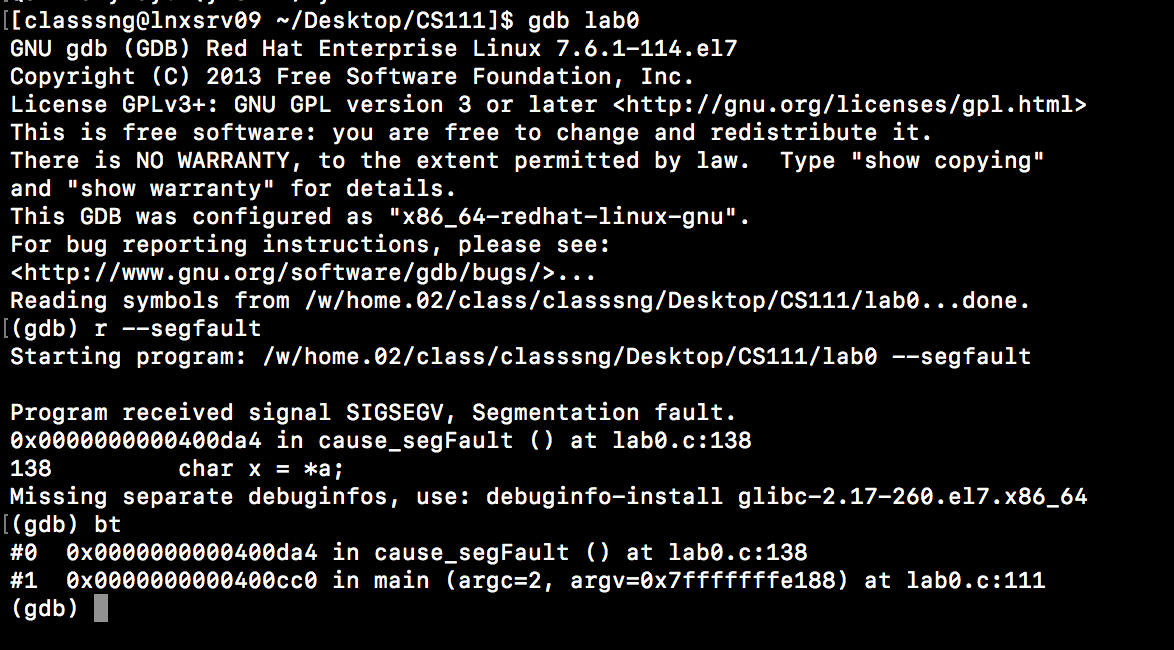 [[classsng@lnxsrv09 ~/Desktop/CS111]$ gdb lab0
GNU gdb (GDB) Red Hat Enterprise Linux 7.6.1-114.el7
Copyright (C) 2013 Free Software Foundation, Inc.
License GPLv3+: GNU GPL version 3 or later <http://gnu.org/licenses/gpl.html>
This is free software: you are free to change and redistribute it.
There is NO WARRANTY, to the extent permitted by law.  Type "show copying"
and "show warranty" for details.
This GDB was configured as "x86_64-redhat-linux-gnu".
For bug reporting instructions, please see:
<http://www.gnu.org/software/gdb/bugs/>...
Reading symbols from /w/home.02/class/classsng/Desktop/CS111/lab0...done.
[(gdb) r --segfault
Starting program: /w/home.02/class/classsng/Desktop/CS111/lab0 --segfault

Program received signal SIGSEGV, Segmentation fault.
0x0000000000400da4 in cause_segFault () at lab0.c:138
138         char x = *a;
Missing separate debuginfos, use: debuginfo-install glibc-2.17-260.el7.x86_64
[(gdb) bt
#0  0x0000000000400da4 in cause_segFault () at lab0.c:138
#1  0x0000000000400cc0 in main (argc=2, argv=0x7fffffffe188) at lab0.c:111
(gdb)